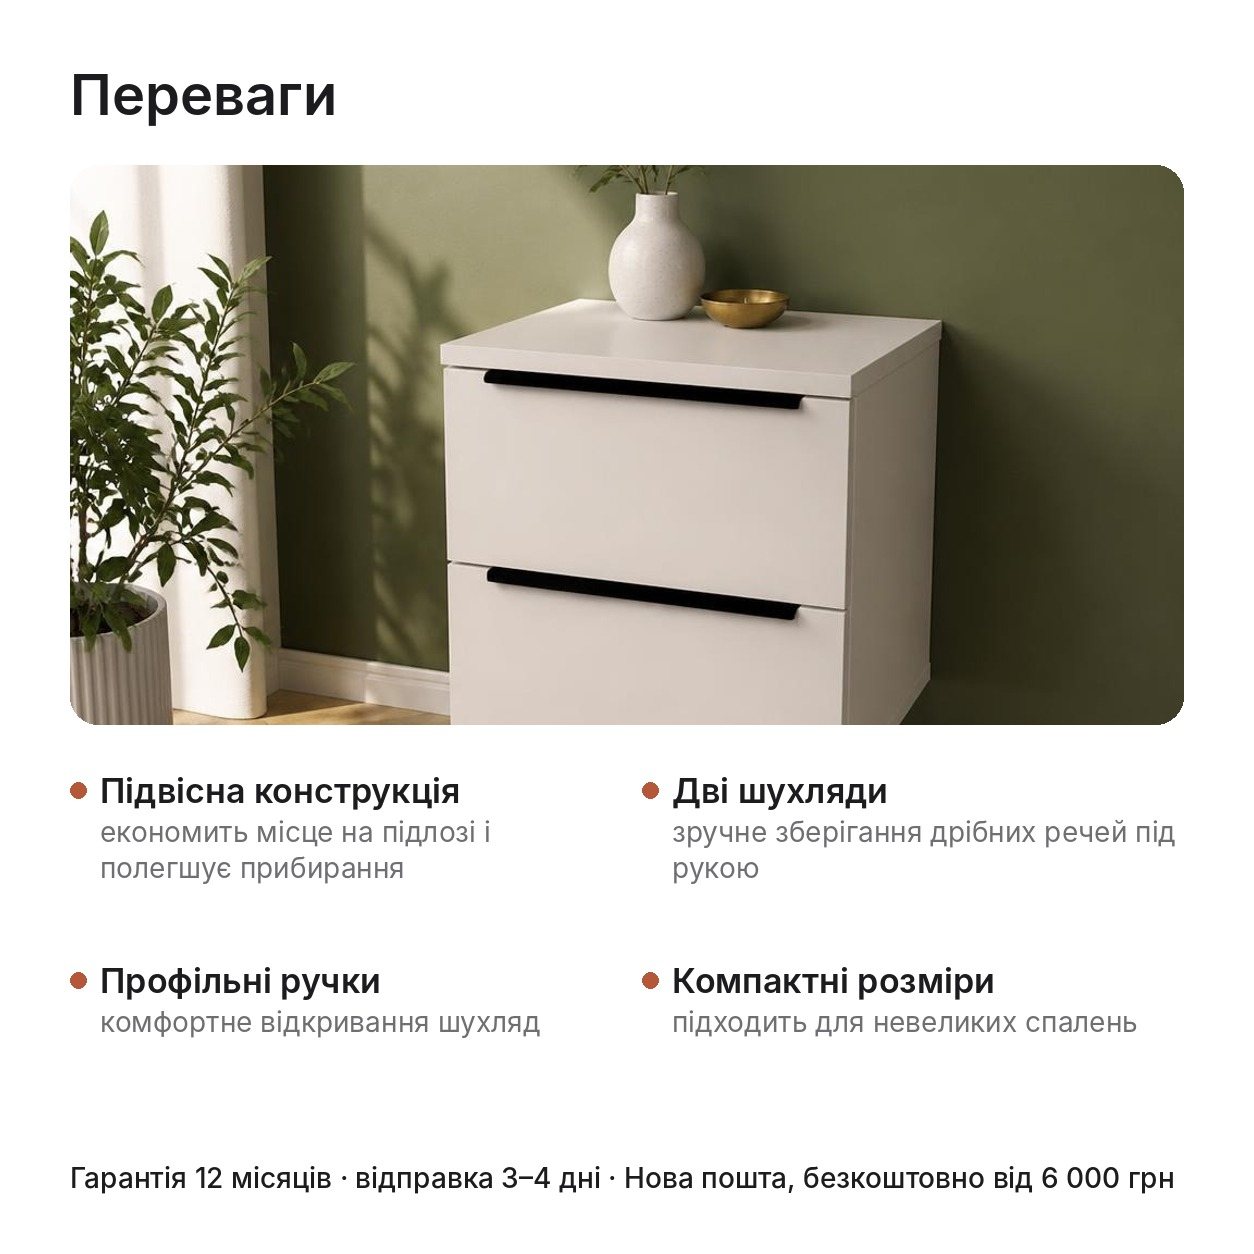 Переваги
Підвісна конструкція
економить місце на підлозі і
полегшує прибирання
Дві шухляди
зручне зберігання дрібних речей під
рукою
Профільні ручки
комфортне відкривання шухляд
Компактні розміри
підходить для невеликих спалень
Гарантія 12 місяців · відправка 3–4 дні · Нова пошта, безкоштовно від 6 000 грн